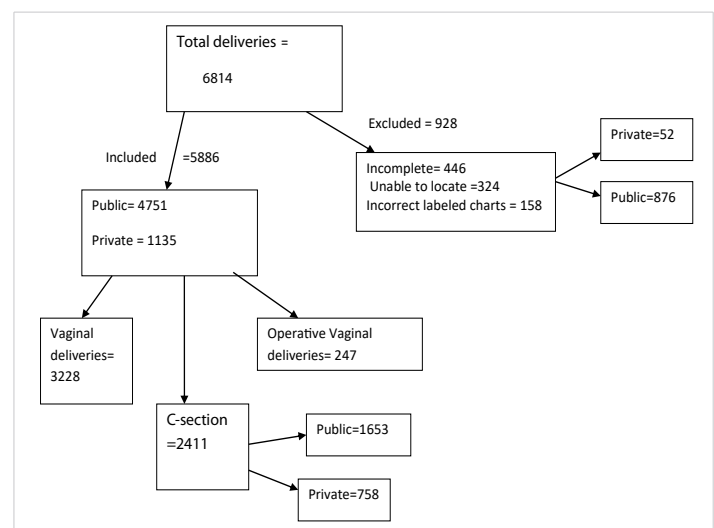 Total deliveries =
6814
Excluded = 928
Included =5886
Incomplete= 446
Unable to locate =324
Incorrect labeled charts = 158
Private=52
Public=876
Public= 4751
Private = 1135
Vaginal
deliveries=
3228
Operative Vaginal
deliveries= 247
C-section
=2411
Public=1653
Private=758